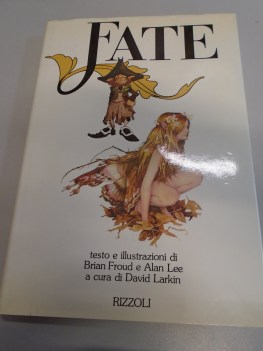 FATE
testo e illustrazioni di
Brian Froud e Alan Lee
a cura di David Larkin
RIZZOLI